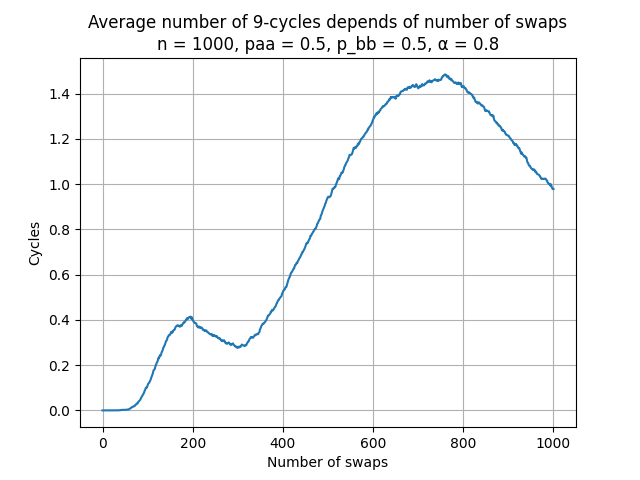 Average number of 9-cycles depends of number of swaps
n = 1000, paa = 0.5, p_bb = 0.5, α = 0.8
1.4
1.2
1.0
0.8
0.6
0.4
0.2
0.0
Cycles
0 200 400 600 800 1000
Number of swaps